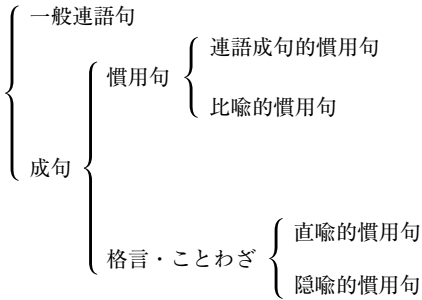 一般連語句
連語成句的慣用句
慣用句
比喩的慣用句
成句
直喩的慣用句
格言・ことわざ
隠喩的慣用句